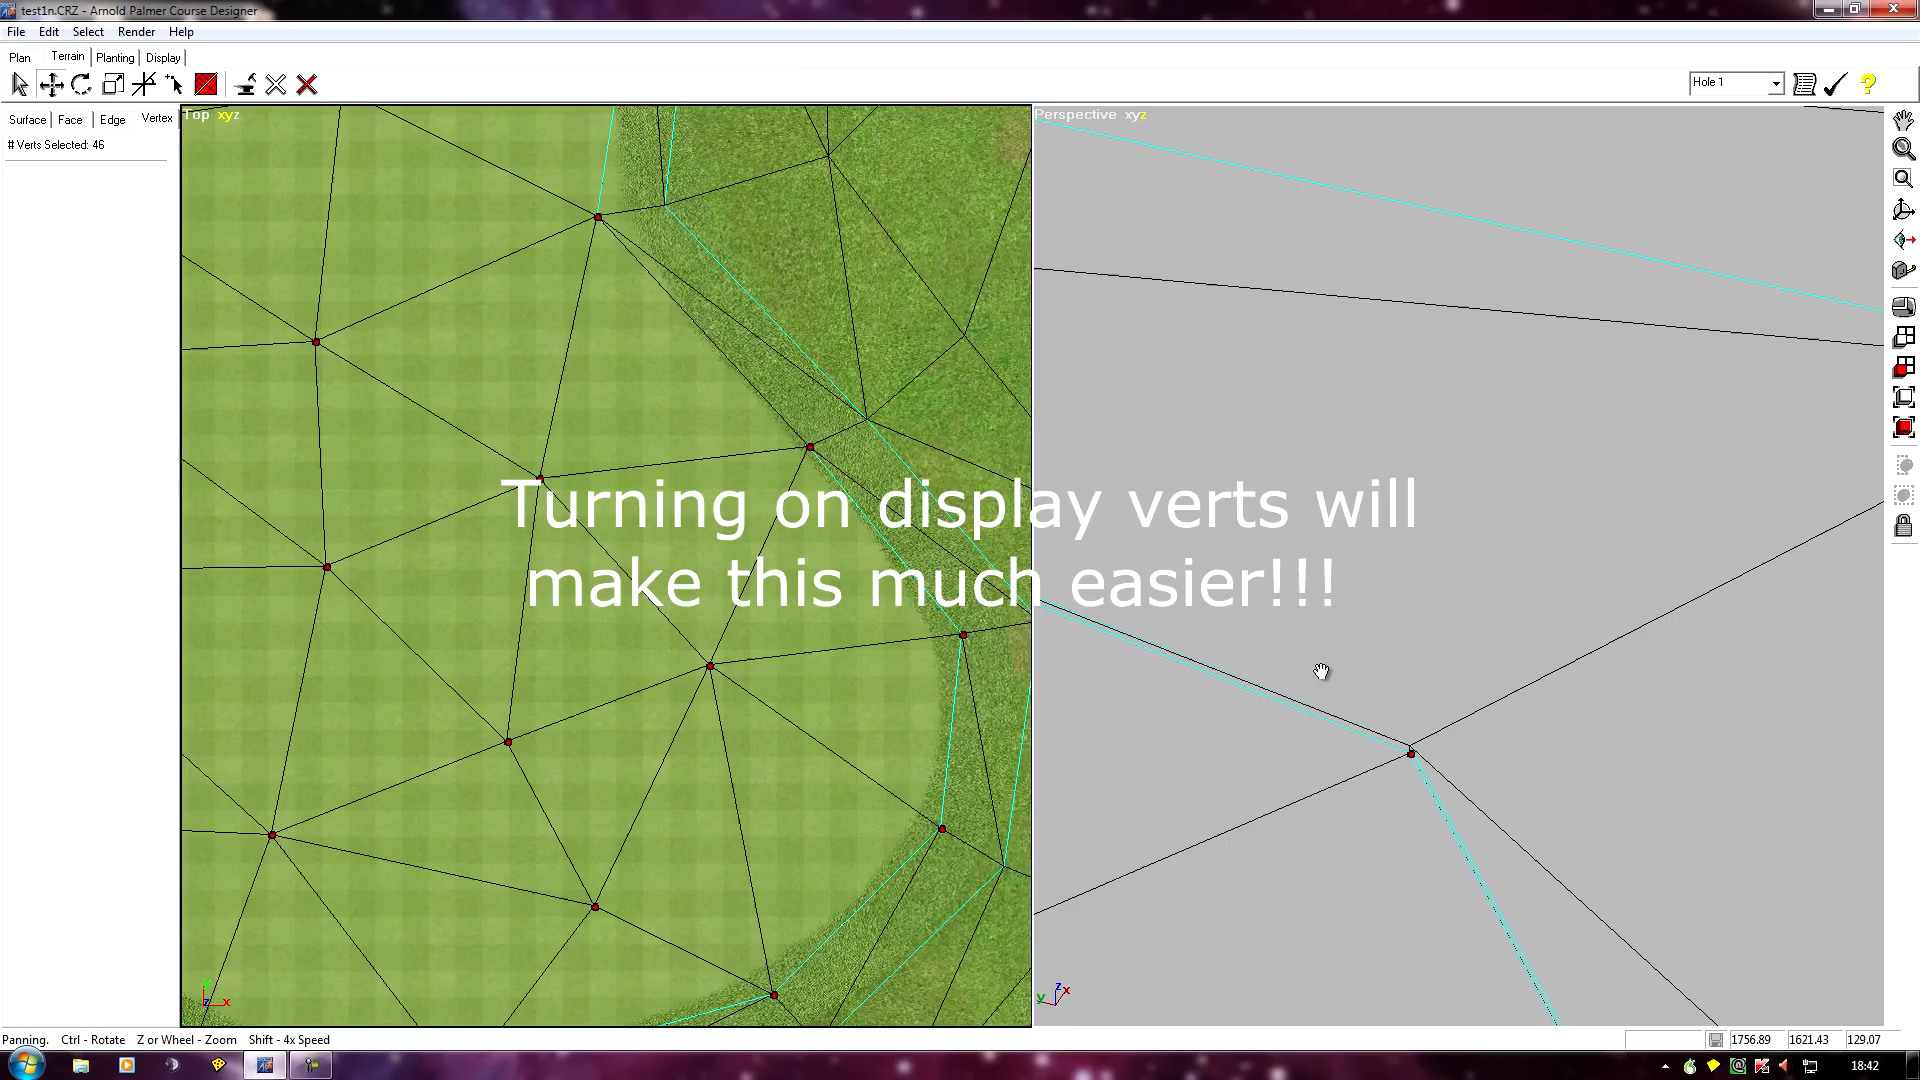 test1n.CRZ - Arnold Palmer Course Designer
File Edit Select Render Help
Plan Terrain Planting Display
Hole 1
Surface Face Edge Vertex
# Verts Selected: 46
Top xyz
Perspective xyz
Turning on display verts will
make this much easier!!!
y
z x
z
y x
Panning. Ctrl - Rotate Z or Wheel - Zoom Shift - 4x Speed
1756.89 1621.43 129.07
18:42